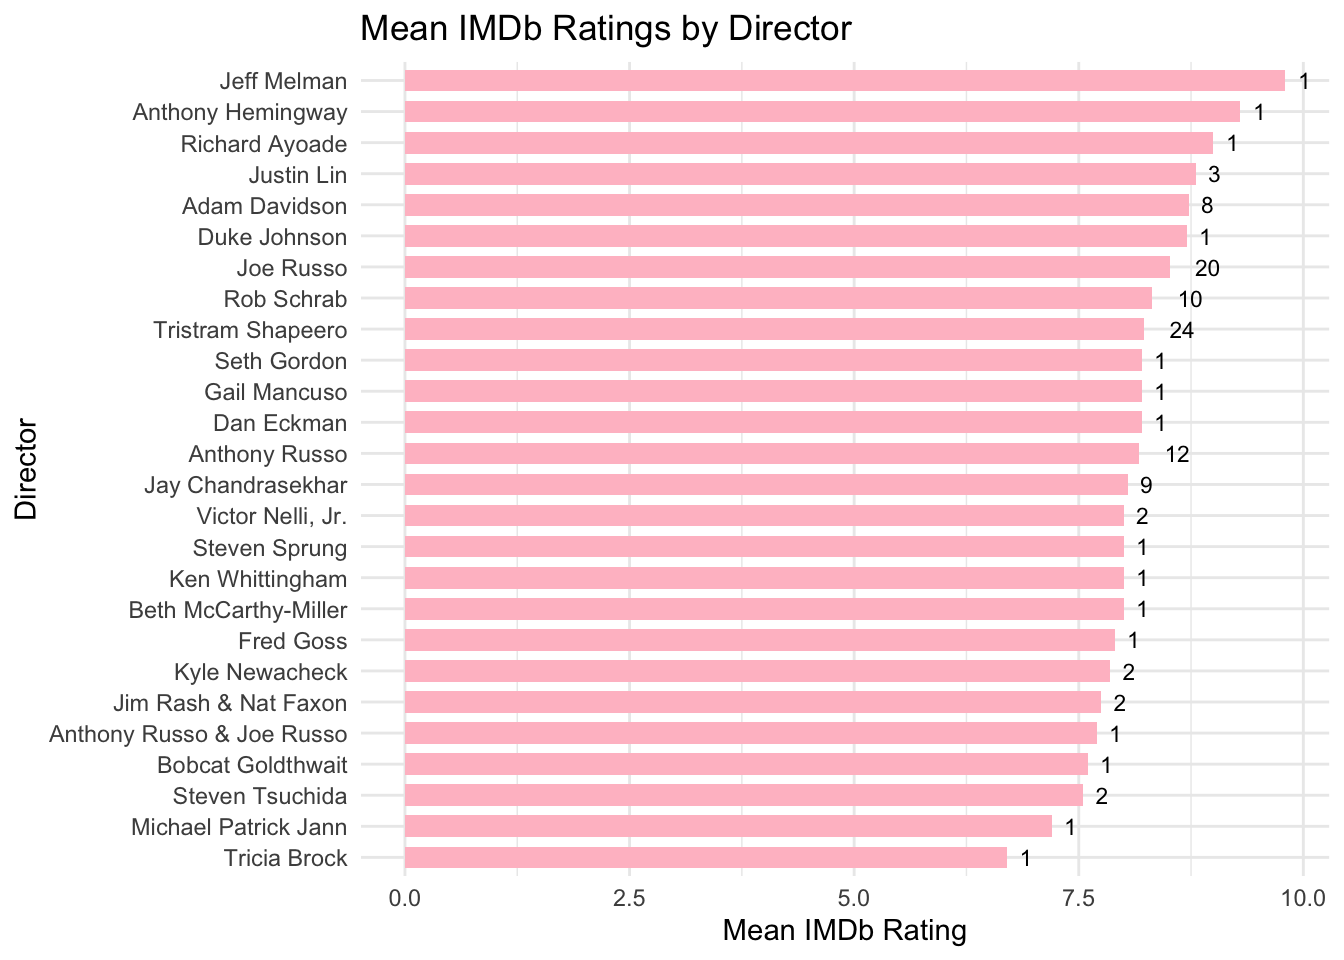 Mean IMDb Ratings by Director
Director
Jeff Melman 1
Anthony Hemingway 1
Richard Ayoade 1
Justin Lin 3
Adam Davidson 8
Duke Johnson 1
Joe Russo 20
Rob Schrab 10
Tristram Shapeero 24
Seth Gordon 1
Gail Mancuso 1
Dan Eckman 1
Anthony Russo 12
Jay Chandrasekhar 9
Victor Nelli, Jr. 2
Steven Sprung 1
Ken Whittingham 1
Beth McCarthy-Miller 1
Fred Goss 1
Kyle Newacheck 2
Jim Rash & Nat Faxon 2
Anthony Russo & Joe Russo 1
Bobcat Goldthwait 1
Steven Tsuchida 2
Michael Patrick Jann 1
Tricia Brock 1
0.0 2.5 5.0 7.5 10.0
Mean IMDb Rating